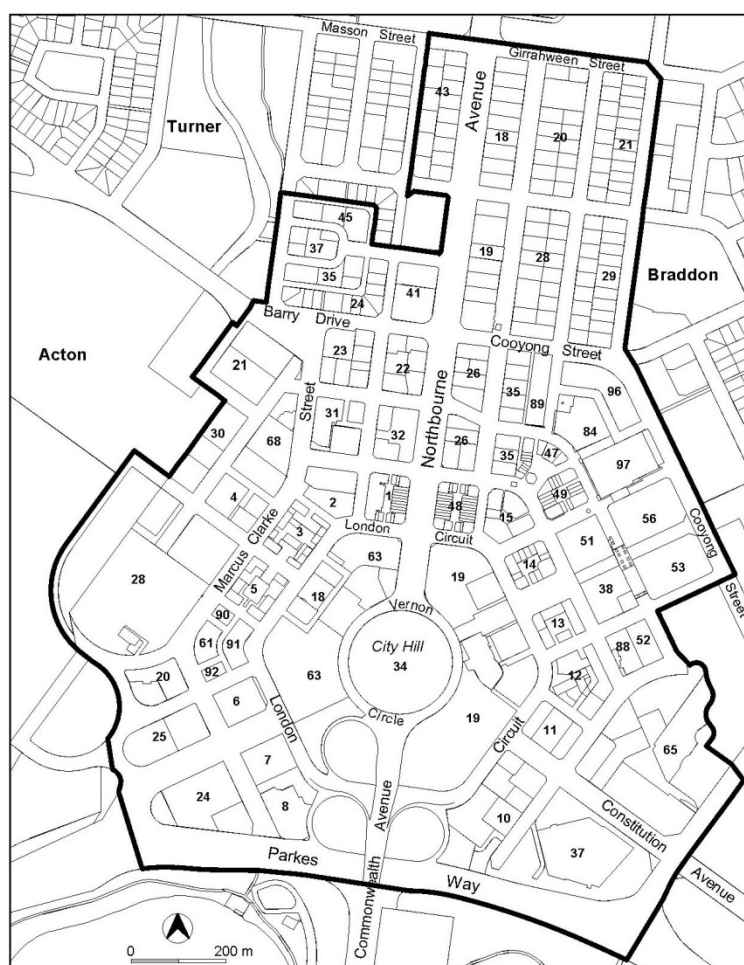 Masson Street
Girrahween Street
43
Avenue
Turner
18
20
21
45
37
19
28
29
Braddon
35
24
41
Barry Drive
Cooyong Street
Acton
23
22
26
21
35
89
96
Street
31
Northbourne
84
30
68
32
26
35
47
97
4
2
1
48
49
15
56
Marcus Clarke
3
London Circuit
51
Cooyong Street
28
63
14
53
5
18
19
38
90
Vernon
13
61
91
City Hill
88
52
34
92
63
12
20
6
London
Circle
19
Circuit
11
65
25
7
24
8
Avenue
10
Constitution
37
Parkes Way
Avenue
Commonwealth
0 200 m